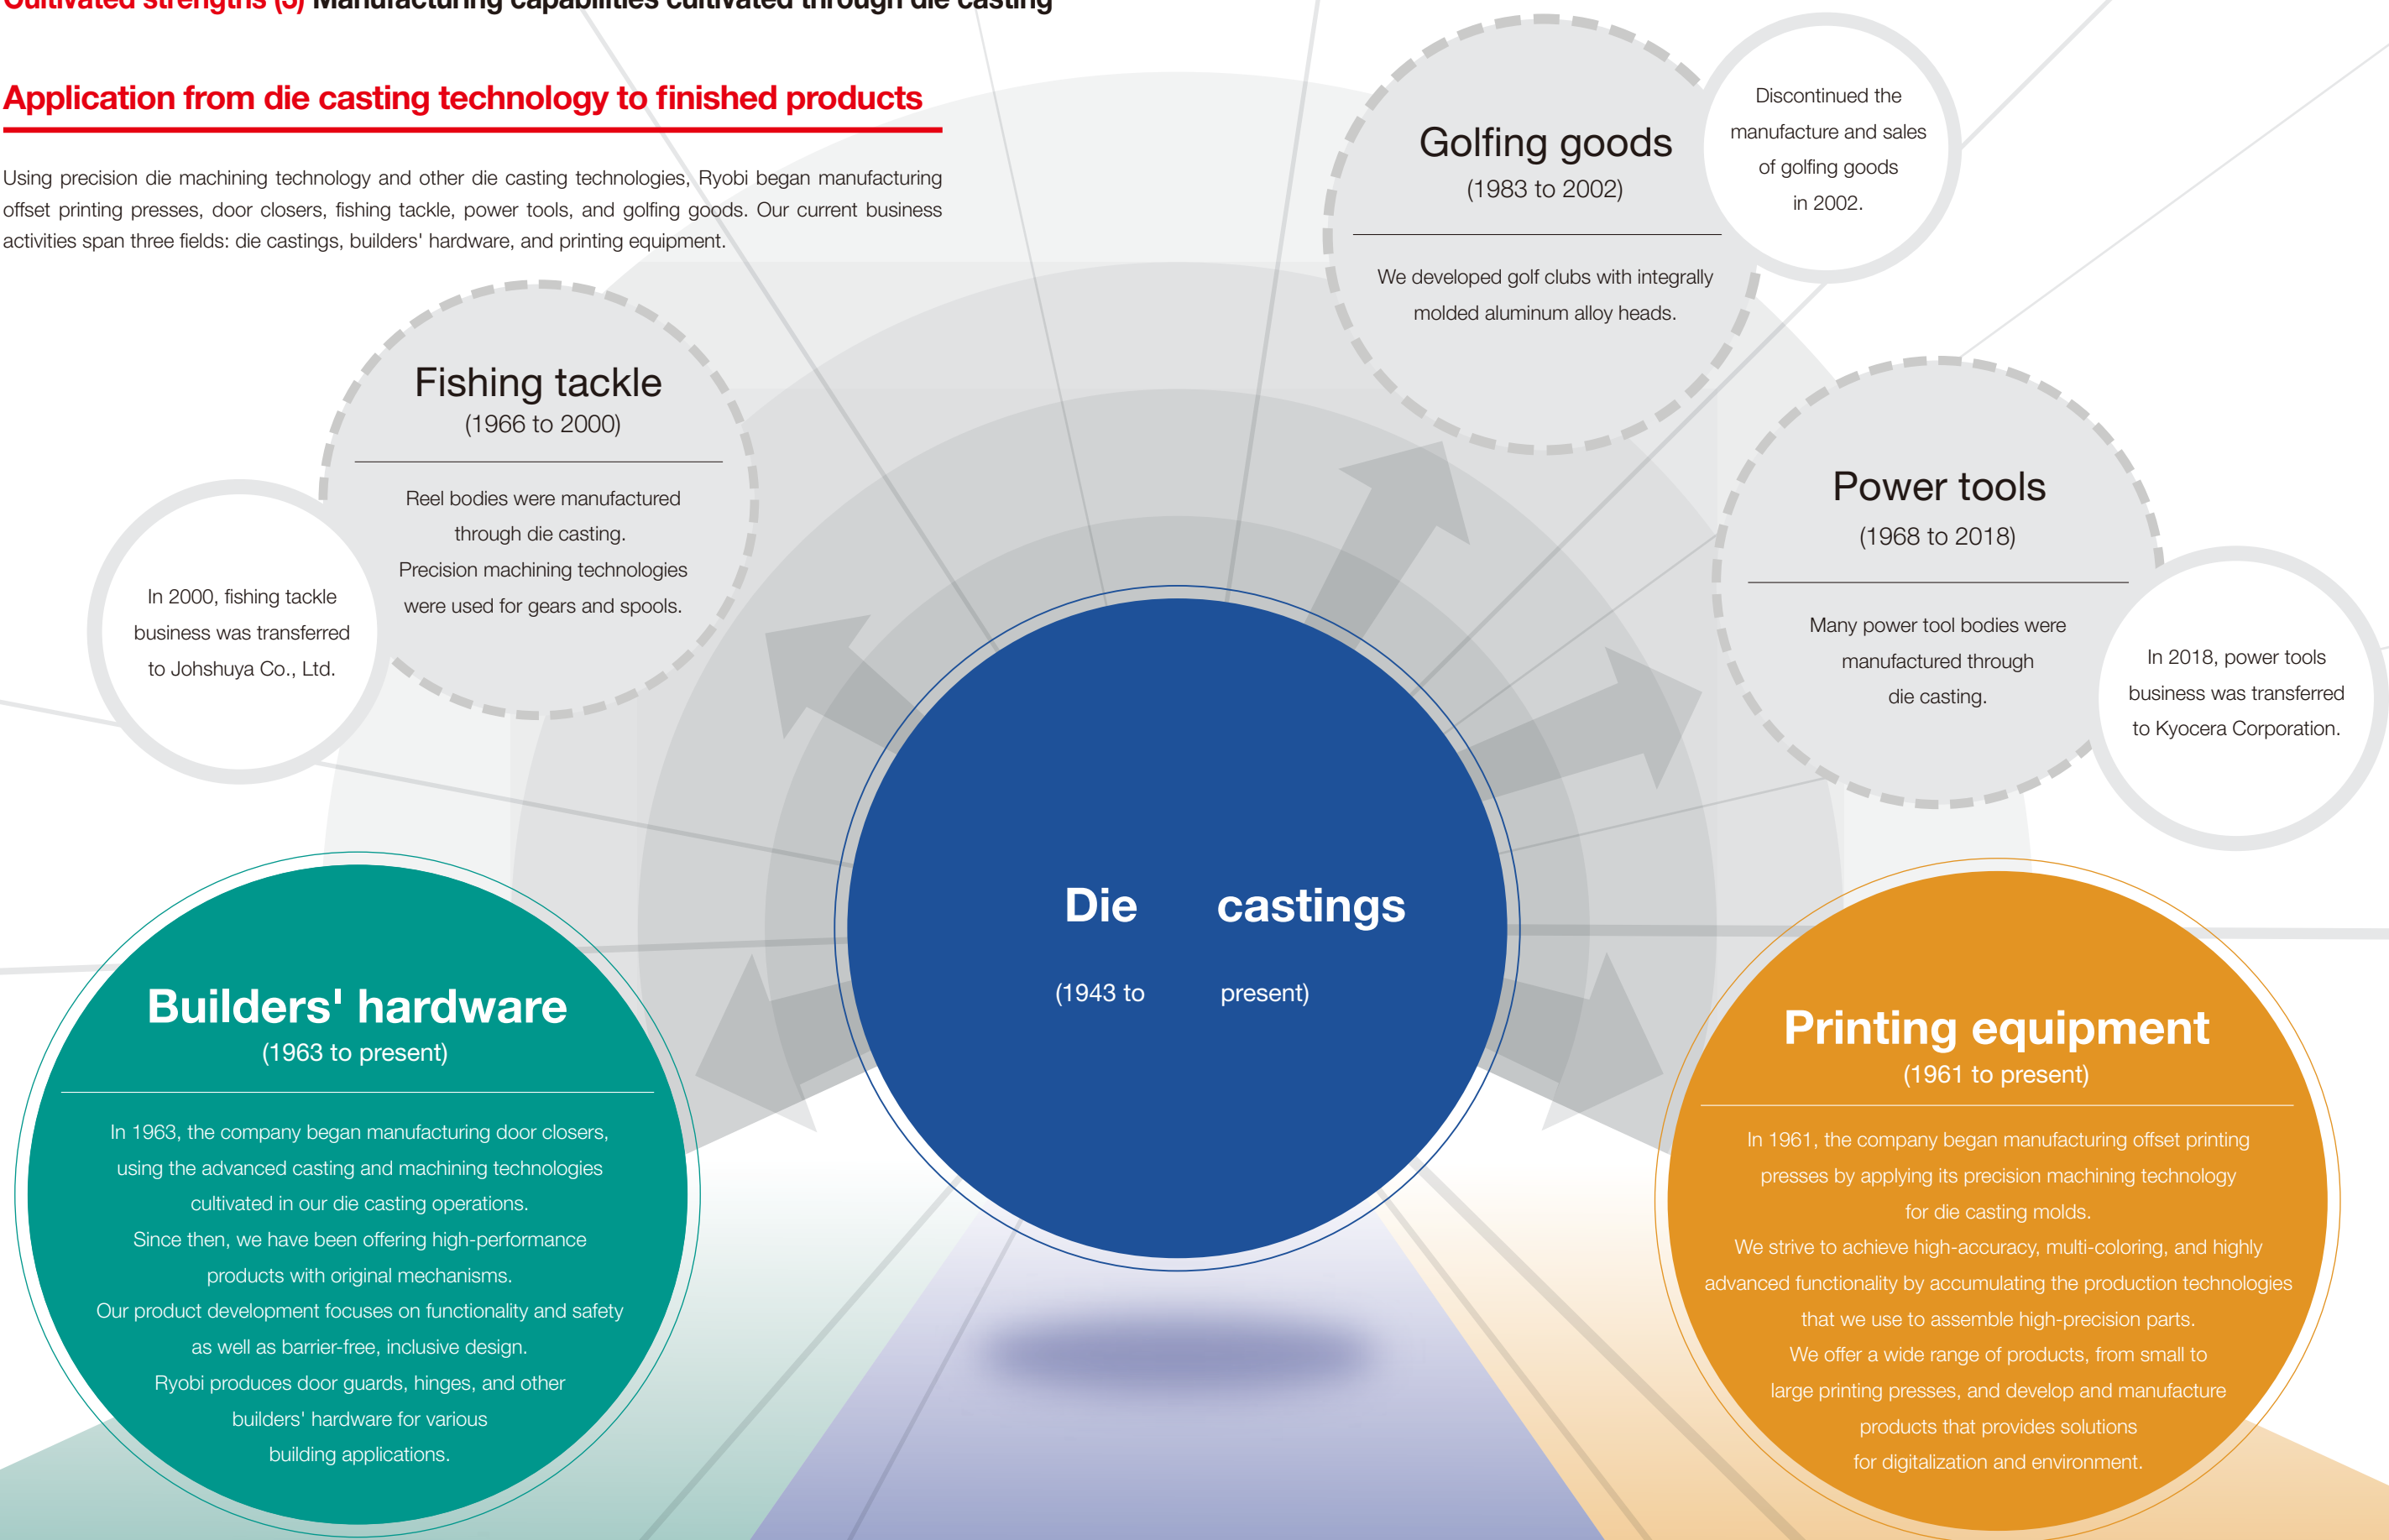 Cultivated strengths (3) Manufacturing capabilities cultivated through die casting
Application from die casting technology to finished products
Using precision die machining technology and other die casting technologies, Ryobi began manufacturing
offset printing presses, door closers, fishing tackle, power tools, and golfing goods. Our current business
activities span three fields: die castings, builders' hardware, and printing equipment.
Golfing goods
(1983 to 2002)
We developed golf clubs with integrally
molded aluminum alloy heads.
Discontinued the
manufacture and sales
of golfing goods
in 2002.
Fishing tackle
(1966 to 2000)
Reel bodies were manufactured
through die casting.
Precision machining technologies
were used for gears and spools.
In 2000, fishing tackle
business was transferred
to Johshuya Co., Ltd.
Power tools
(1968 to 2018)
Many power tool bodies were
manufactured through
die casting.
In 2018, power tools
business was transferred
to Kyocera Corporation.
Die castings
(1943 to present)
Builders' hardware
(1963 to present)
In 1963, the company began manufacturing door closers,
using the advanced casting and machining technologies
cultivated in our die casting operations.
Since then, we have been offering high-performance
products with original mechanisms.
Our product development focuses on functionality and safety
as well as barrier-free, inclusive design.
Ryobi produces door guards, hinges, and other
builders' hardware for various
building applications.
Printing equipment
(1961 to present)
In 1961, the company began manufacturing offset printing
presses by applying its precision machining technology
for die casting molds.
We strive to achieve high-accuracy, multi-coloring, and highly
advanced functionality by accumulating the production technologies
that we use to assemble high-precision parts.
We offer a wide range of products, from small to
large printing presses, and develop and manufacture
products that provides solutions
for digitalization and environment.